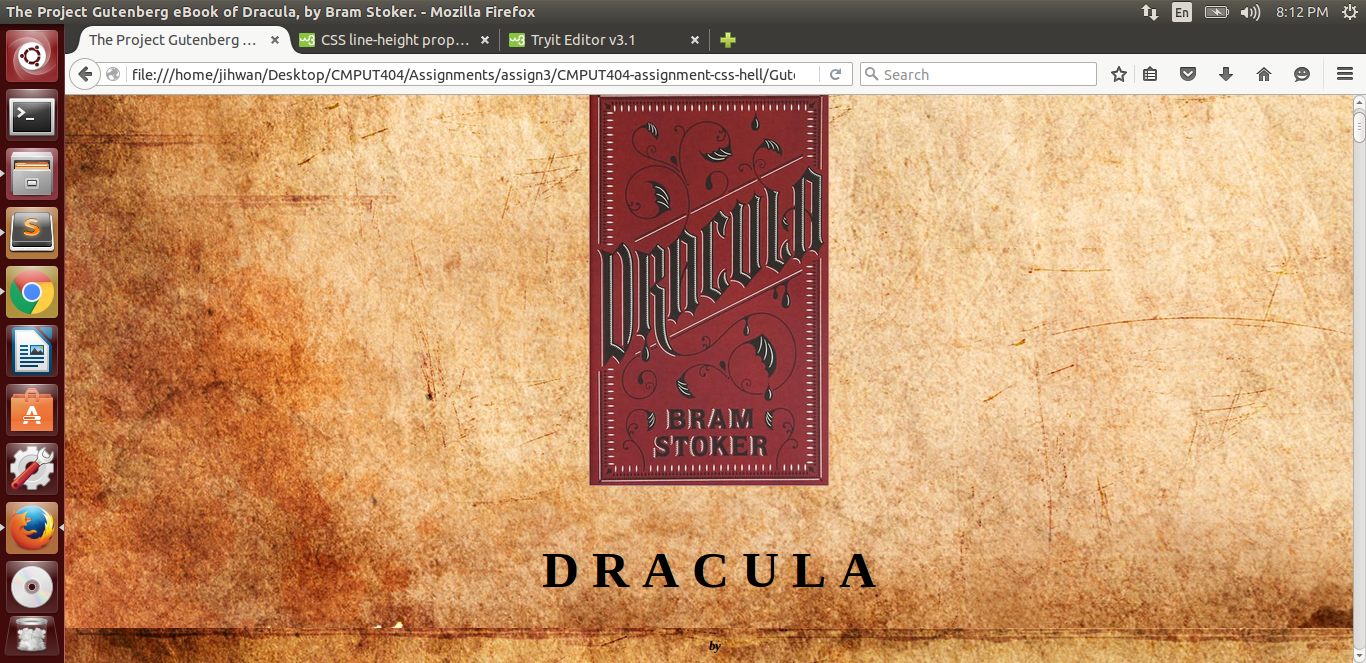 The Project Gutenberg eBook of Dracula, by Bram Stoker. - Mozilla Firefox
En
8:12 PM
The Project Gutenberg ...
CSS line-height prop...
Tryit Editor v3.1
file:///home/jihwan/Desktop/CMPUT404/Assignments/assign3/CMPUT404-assignment-css-hell/Gute
Search
DRACULA
BRAM
STOKER
DRACULA
by